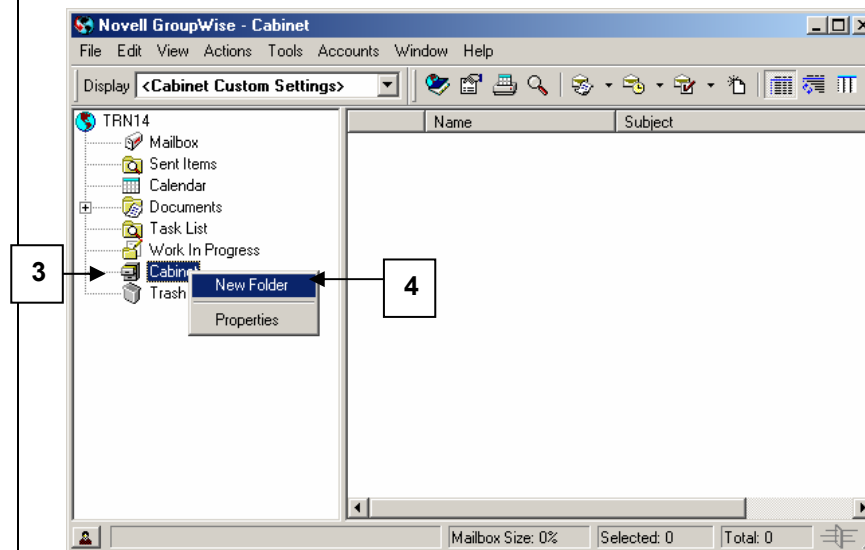 Novell GroupWise - Cabinet
File Edit View Actions Tools Accounts Window Help
Display <Cabinet Custom Settings>
TRN14
Name Subject
Mailbox
Sent Items
Calendar
Documents
Task List
Work In Progress
3
Cabinet
New Folder
4
Trash
Properties
Mailbox Size: 0% Selected: 0 Total: 0